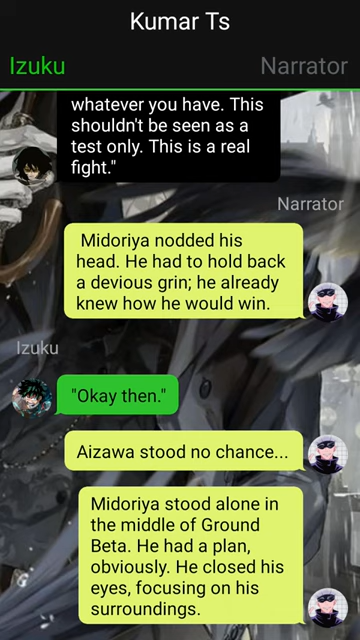 Kumar Ts
Izuku
Narrator
whatever you have. This
shouldn't be seen as a
test only. This is a real
fight."
Narrator
Midoriya nodded his
head. He had to hold back
a devious grin; he already
knew how he would win.
Izuku
"Okay then."
Aizawa stood no chance...
Midoriya stood alone in
the middle of Ground
Beta. He had a plan,
obviously. He closed his
eyes, focusing on his
surroundings.